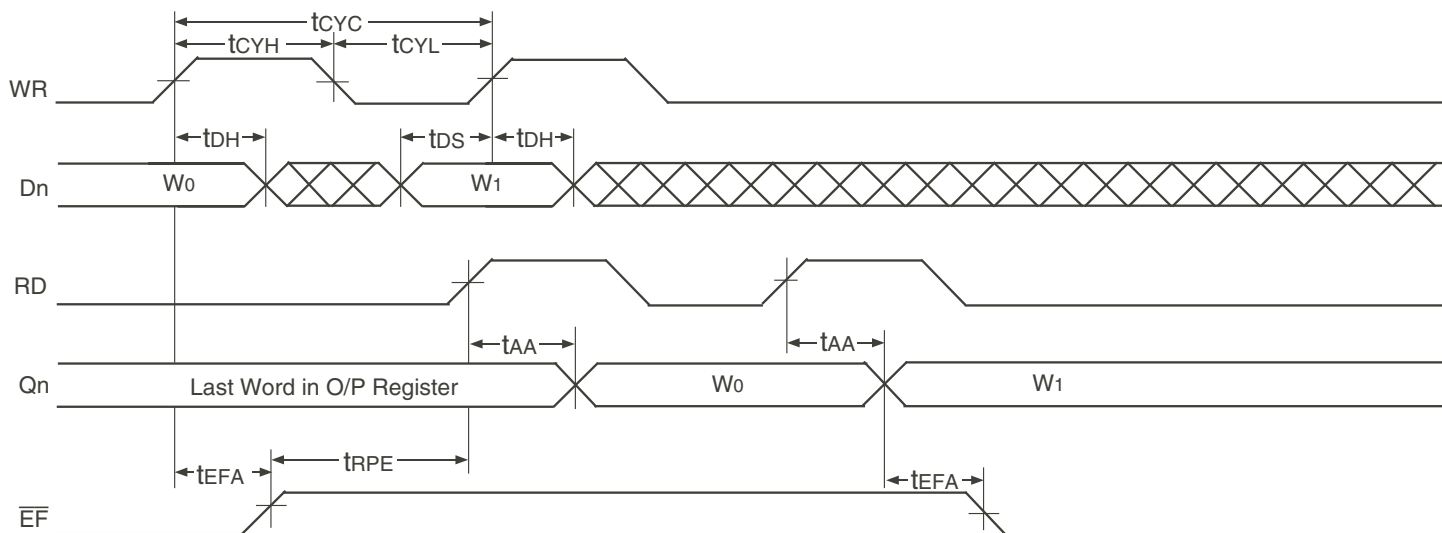 tCYC
tCYH tCYL
WR
tDH tDS tDH
Dn W0 W1
RD
tAA tAA
Qn Last Word in O/P Register W0 W1
tEFA tRPE tEFA
EF